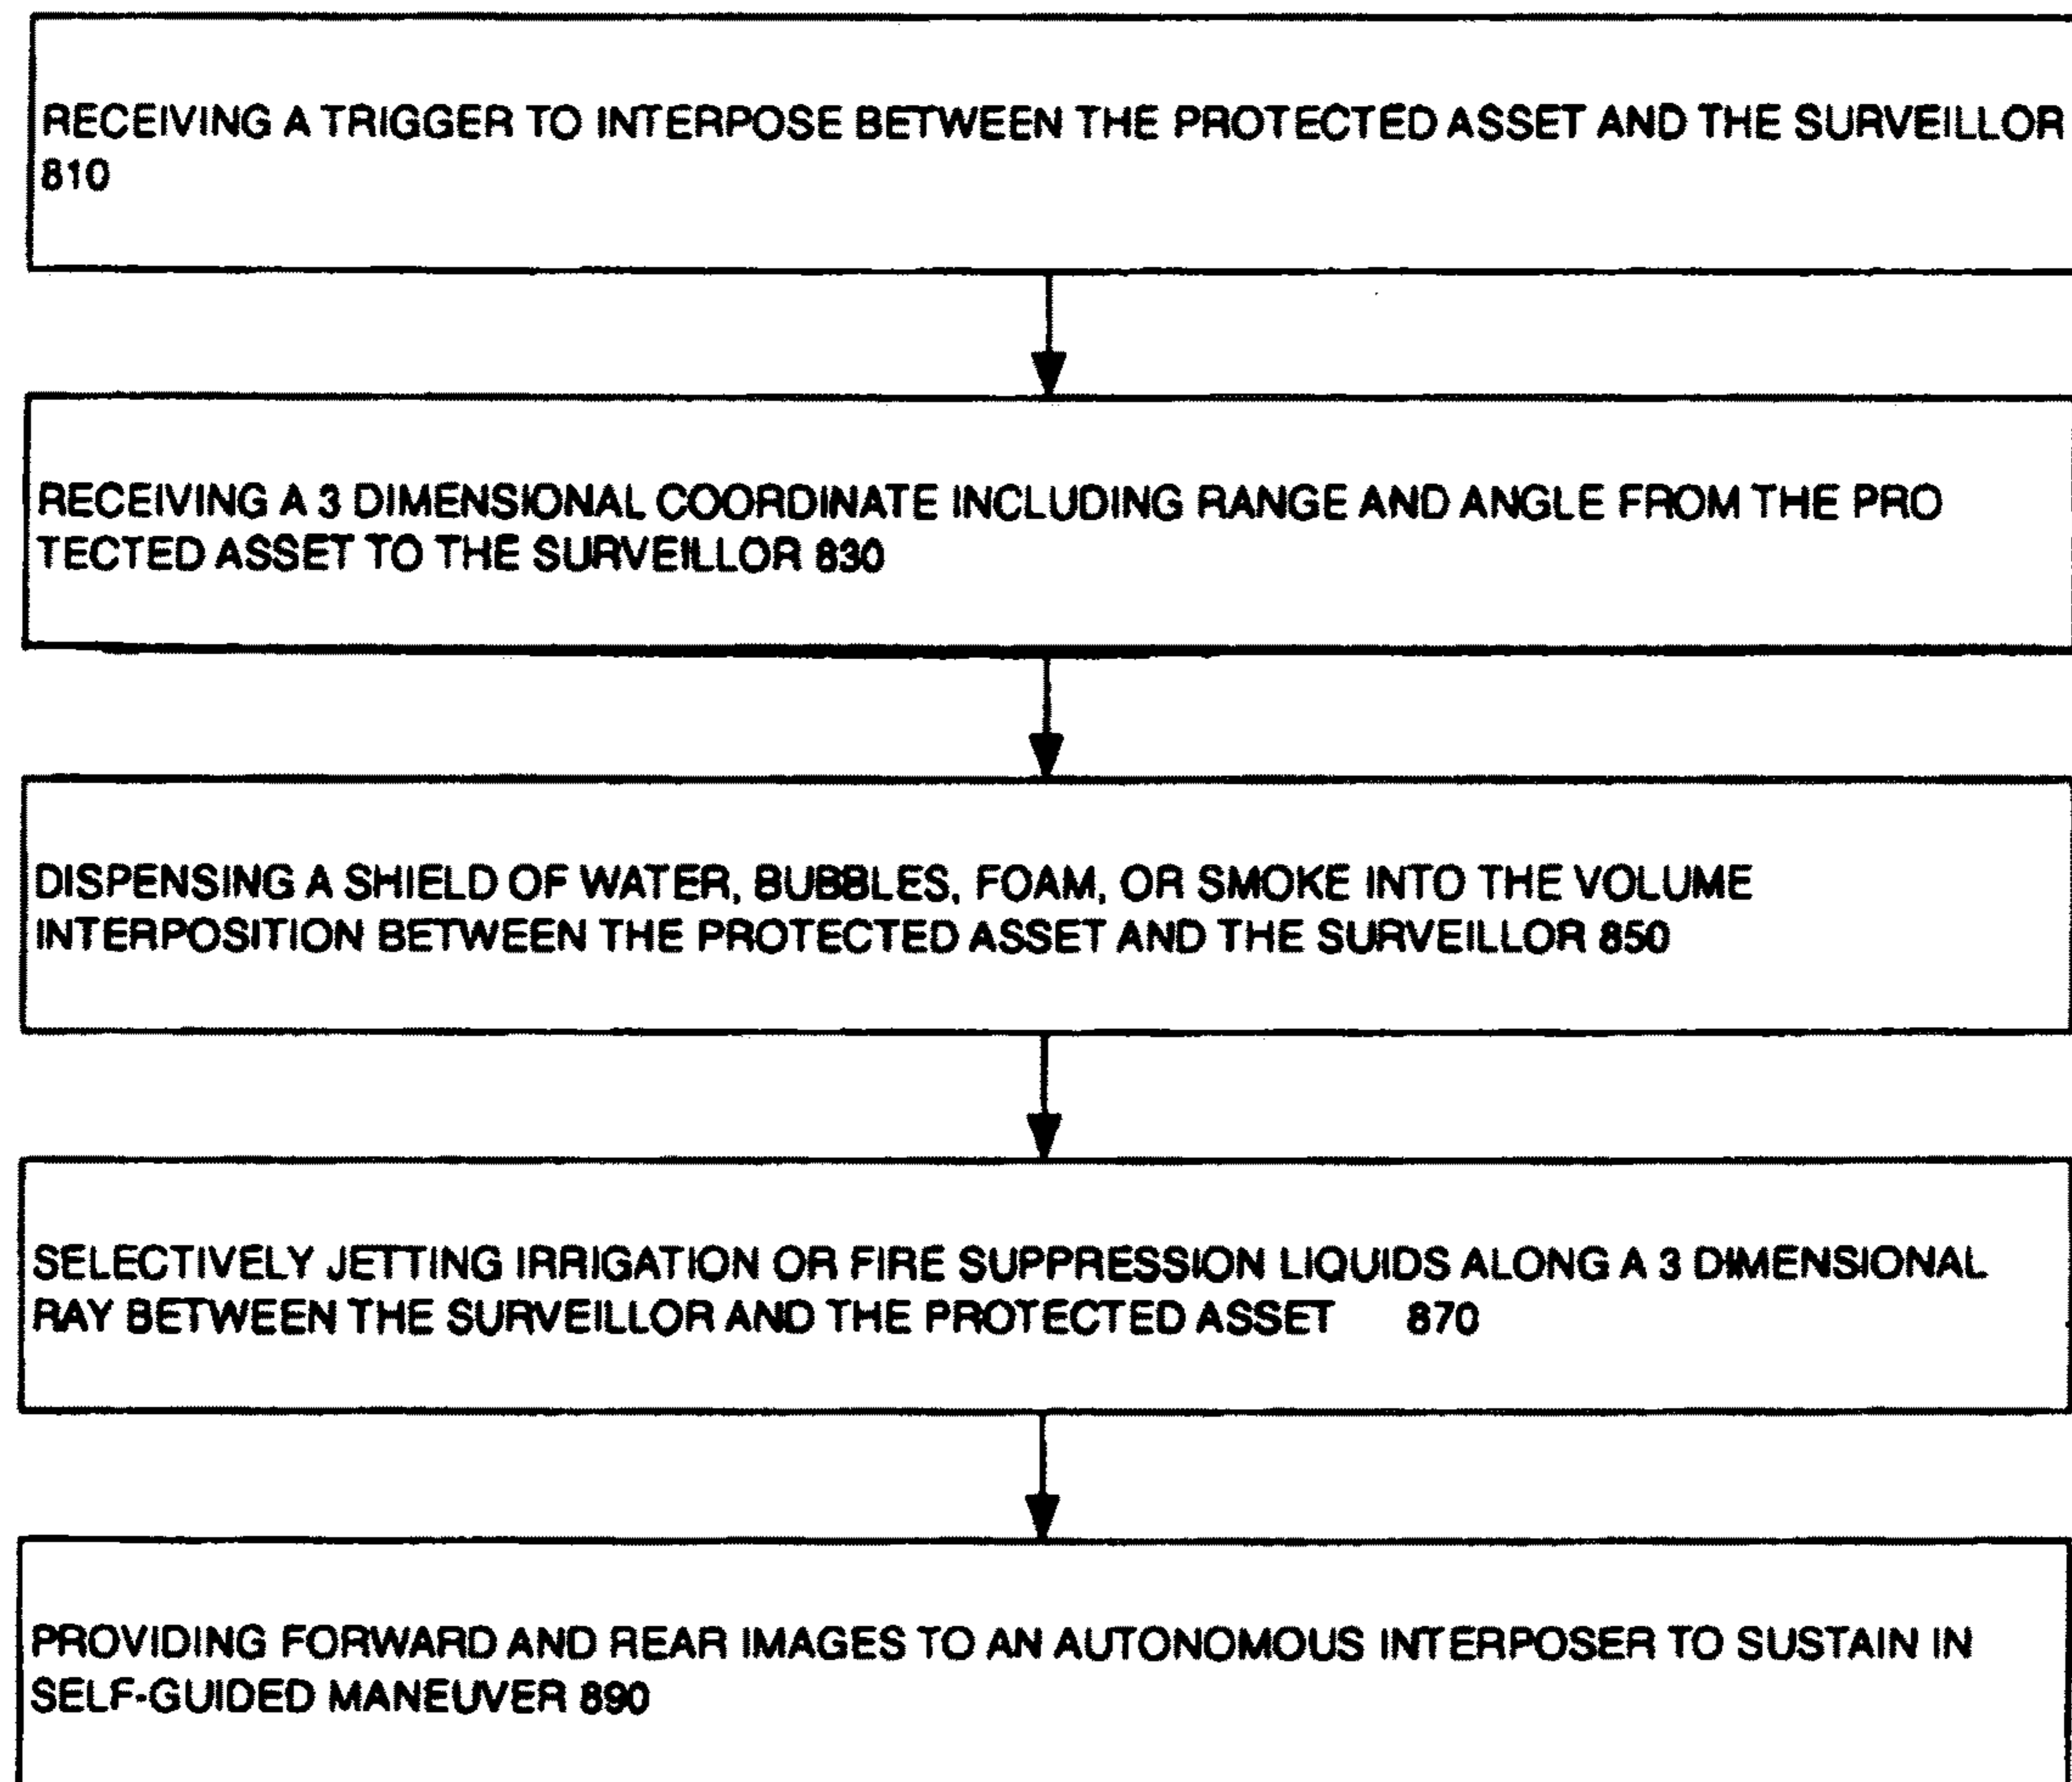 RECEIVING A TRIGGER TO INTERPOSE BETWEEN THE PROTECTED ASSET AND THE SURVEILLOR
810
RECEIVING A 3 DIMENSIONAL COORDINATE INCLUDING RANGE AND ANGLE FROM THE PRO
TECTED ASSET TO THE SURVEILLOR 830
DISPENSING A SHIELD OF WATER, BUBBLES, FOAM, OR SMOKE INTO THE VOLUME
INTERPOSITION BETWEEN THE PROTECTED ASSET AND THE SURVEILLOR 850
SELECTIVELY JETTING IRRIGATION OR FIRE SUPPRESSION LIQUIDS ALONG A 3 DIMENSIONAL
RAY BETWEEN THE SURVEILLOR AND THE PROTECTED ASSET 870
PROVIDING FORWARD AND REAR IMAGES TO AN AUTONOMOUS INTERPOSER TO SUSTAIN IN
SELF-GUIDED MANEUVER 890